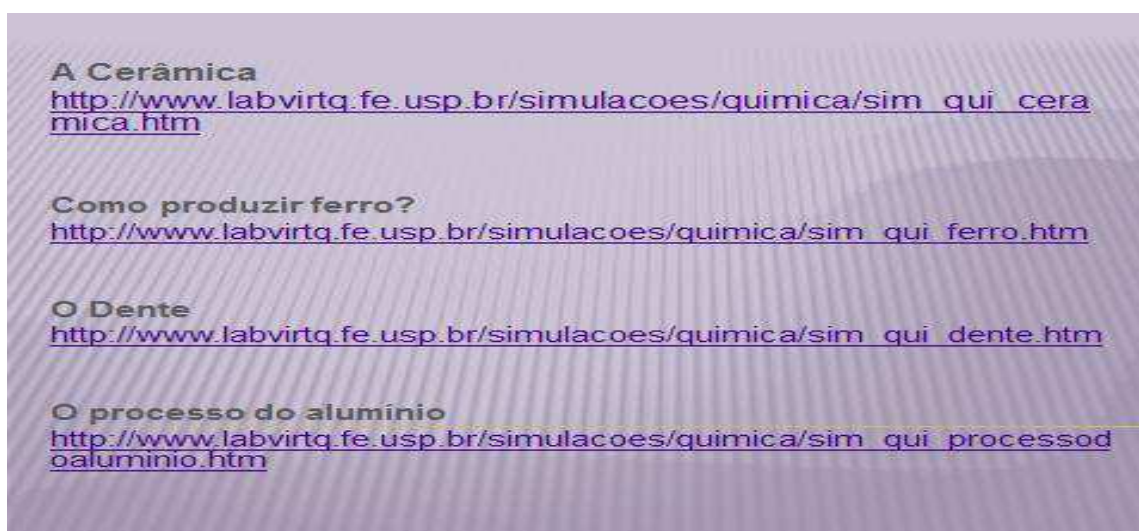 A Cerâmica
http://www.labvirtq.fe.usp.br/simulacoes/quimica/sim_qui_cera
mica.htm
Como produzir ferro?
http://www.labvirtq.fe.usp.br/simulacoes/quimica/sim_qui_ferro.htm
O Dente
http://www.labvirtq.fe.usp.br/simulacoes/quimica/sim_qui_dente.htm
O processo do alumínio
http://www.labvirtq.fe.usp.br/simulacoes/quimica/sim_qui_processod
oaluminio.htm